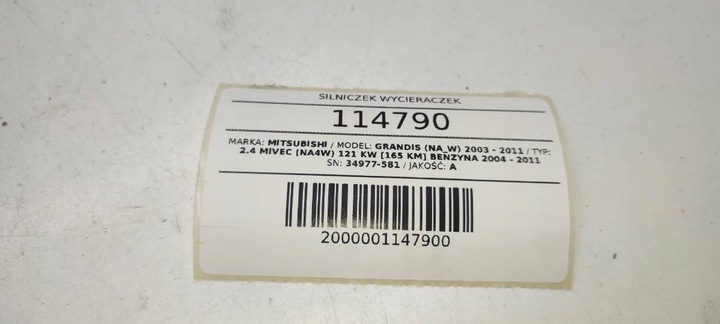 SILNICZEK WYCIERACZEK
114790
MARKA: MITSUBISHI / MODEL: GRANDIS (NA_W) 2003 - 2011 / TYP:
2.4 MIVEC (NA4W) 121 KW [165 KM] BENZYNA 2004 - 2011
SN: 34977-581 / JAKOŚĆ: A
2000001147900